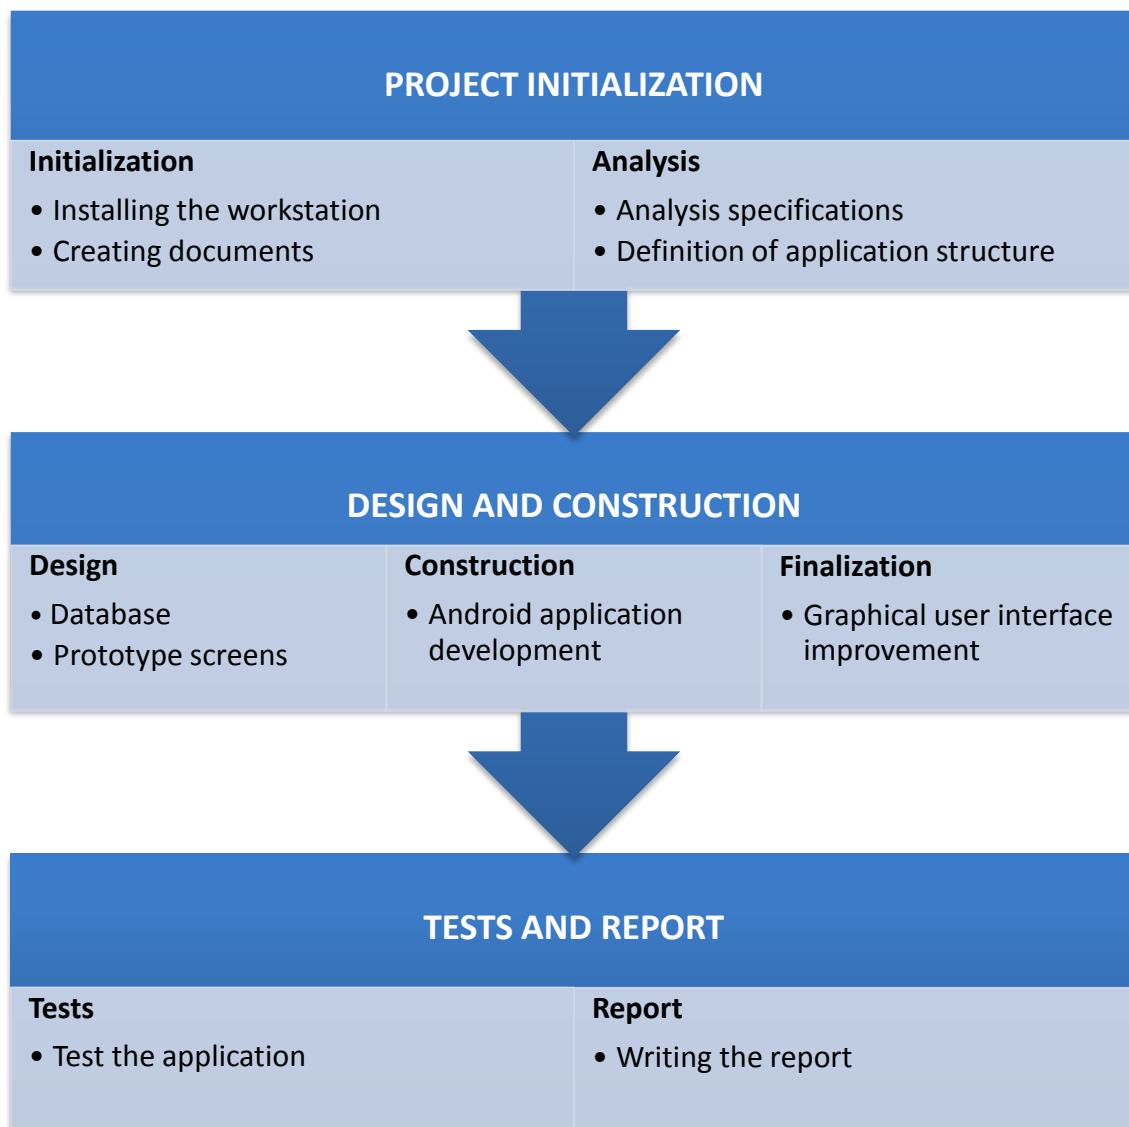 PROJECT INITIALIZATION
Initialization
• Installing the workstation
• Creating documents
Analysis
• Analysis specifications
• Definition of application structure
DESIGN AND CONSTRUCTION
Design
• Database
• Prototype screens
Construction
• Android application
development
Finalization
• Graphical user interface
improvement
TESTS AND REPORT
Tests
• Test the application
Report
• Writing the report